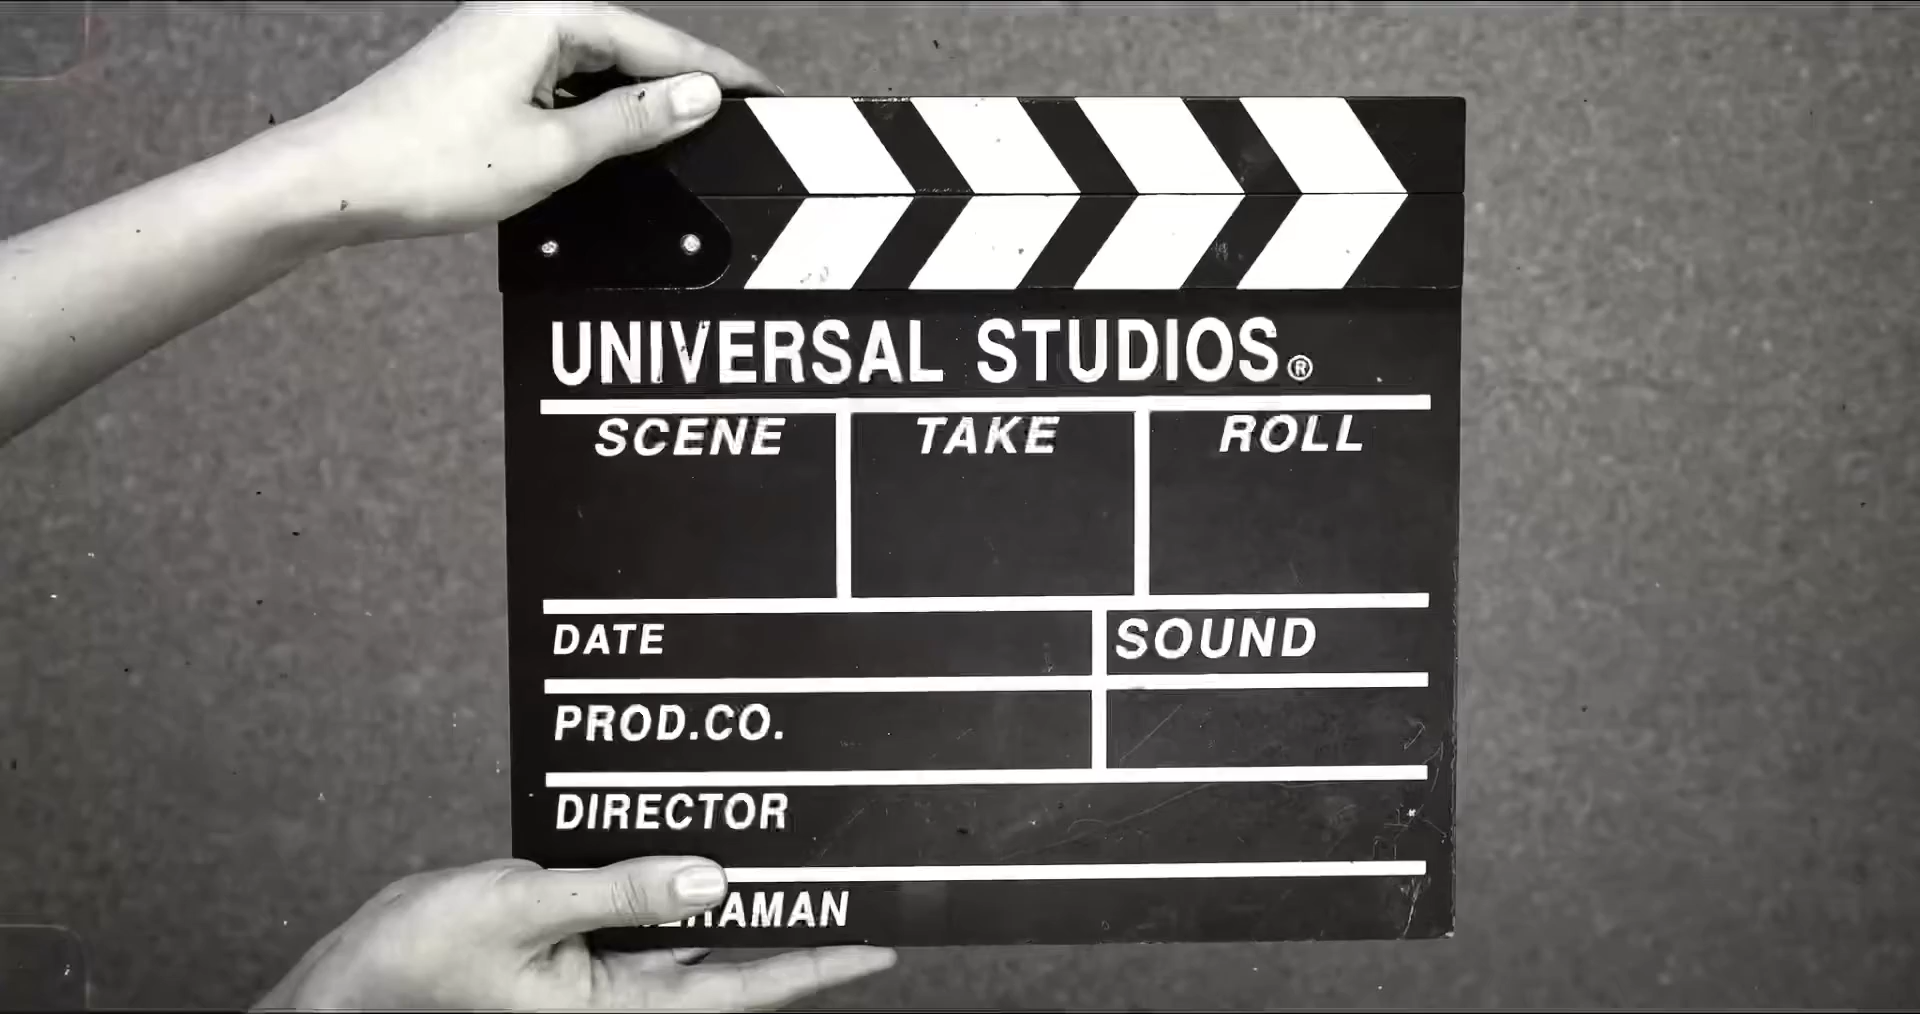 UNIVERSAL STUDIOS®
SCENE TAKE ROLL
DATE SOUND
PROD.CO.
DIRECTOR